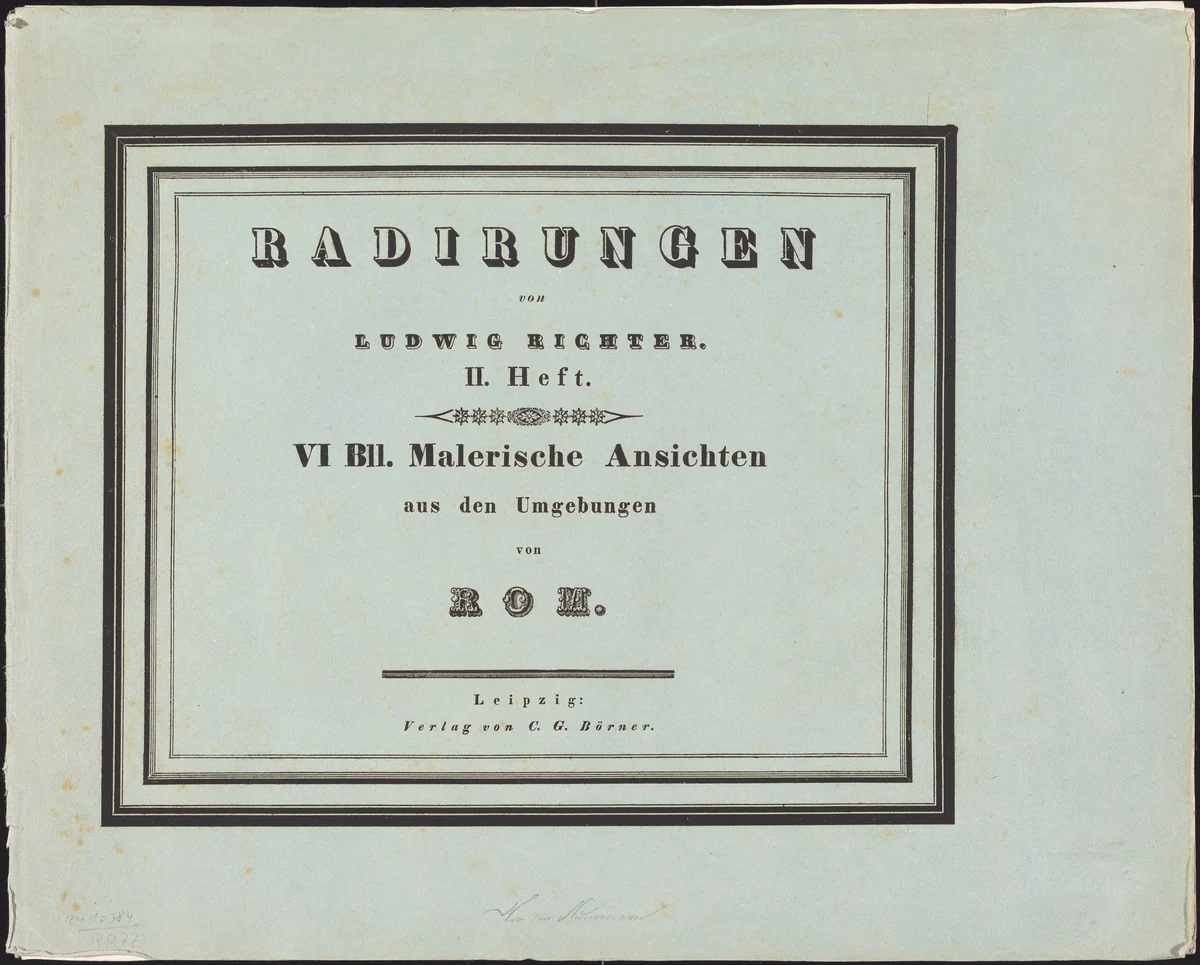 RADIRUNGEN
von
LUDWIG RICHTER.
II. Heft.
VI Bll. Malerische Ansichten
aus den Umgebungen
von
ROM.
Leipzig:
Verlag von C. G. Börner.